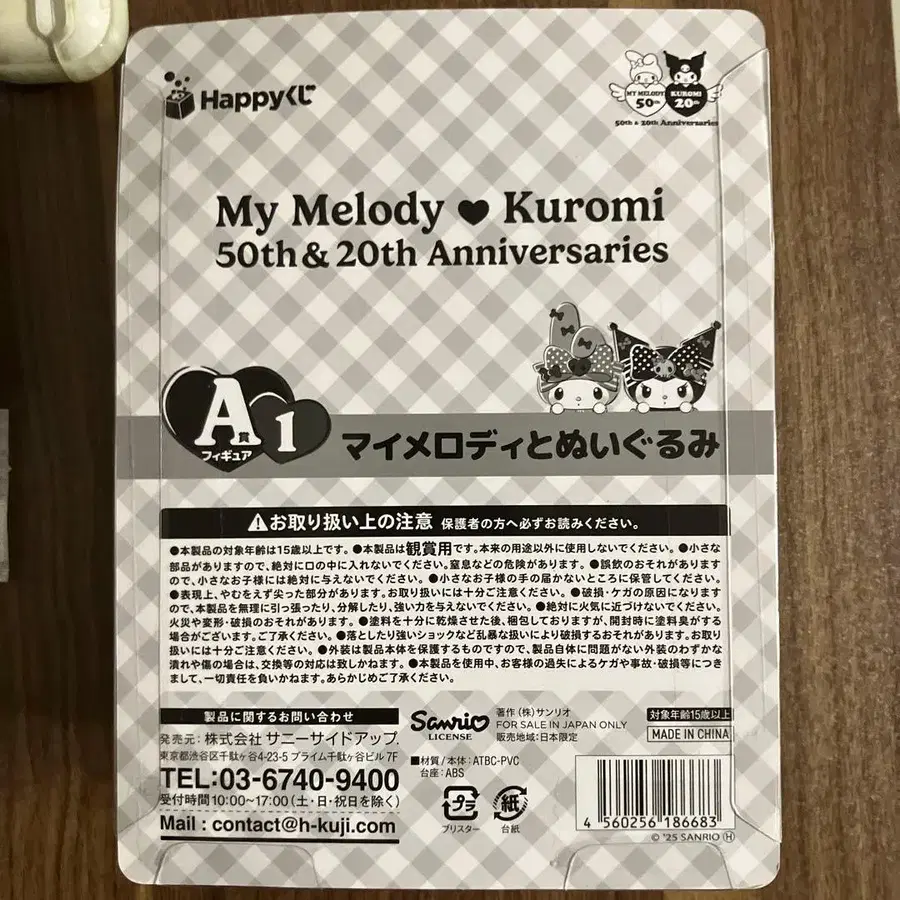 Happyくじ
MY MELODY 50th
KUROMI 20th
50th & 20th Anniversaries
My Melody ♥ Kuromi
50th & 20th Anniversaries
A賞 1
フィギュア
マイメロディとぬいぐるみ
⚠お取り扱い上の注意 保護者の方へ必ずお読みください。
●本製品の対象年齢は15歳以上です。●本製品は観賞用です。本来の用途以外に使用しないでください。●小さな
部品がありますので、絶対に口の中に入れないでください。窒息などの危険があります。●誤飲のおそれがあります
ので、小さなお子様には絶対に与えないでください。●小さなお子様の手の届かないところに保管してください。
●表現上、やむをえず尖った部分があります。お取り扱いには十分ご注意ください。●破損・ケガの原因になります
ので、本製品を無理に引っ張ったり、分解したり、強い力を与えないでください。●絶対に火気に近づけないでください。
火災や変形・破損のおそれがあります。●塗料を十分に乾燥させた後、梱包しておりますが、開封時に塗料臭がする
場合がございます。ご了承ください。●落としたり強いショックなど乱暴な扱いにより破損するおそれがあります。お取り
扱いには十分ご注意ください。●外装は製品本体を保護するものですので、製品自体に問題がない外装のわずかな
潰れや傷の場合は、交換等の対応は致しかねます。●本製品を使用中、お客様の過失によるケガや事故・破損等につき
まして、一切責任を負いかねます。あらかじめご了承ください。
製品に関するお問い合わせ
発売元：株式会社 サニーサイドアップ
東京都渋谷区千駄ヶ谷4-23-5 プライム千駄ヶ谷ビル 7F
TEL:03-6740-9400
受付時間10:00～17:00（土・日・祝日を除く）
Mail : contact@h-kuji.com
Sanrio
LICENSE
著作（株）サンリオ
FOR SALE IN JAPAN ONLY
販売地域：日本限定
対象年齢15歳以上
MADE IN CHINA
■材質／本体：ATBC-PVC
台座：ABS
プラ
ブリスター
紙
台紙
4 560256 186683
© '25 SANRIO Ⓗ